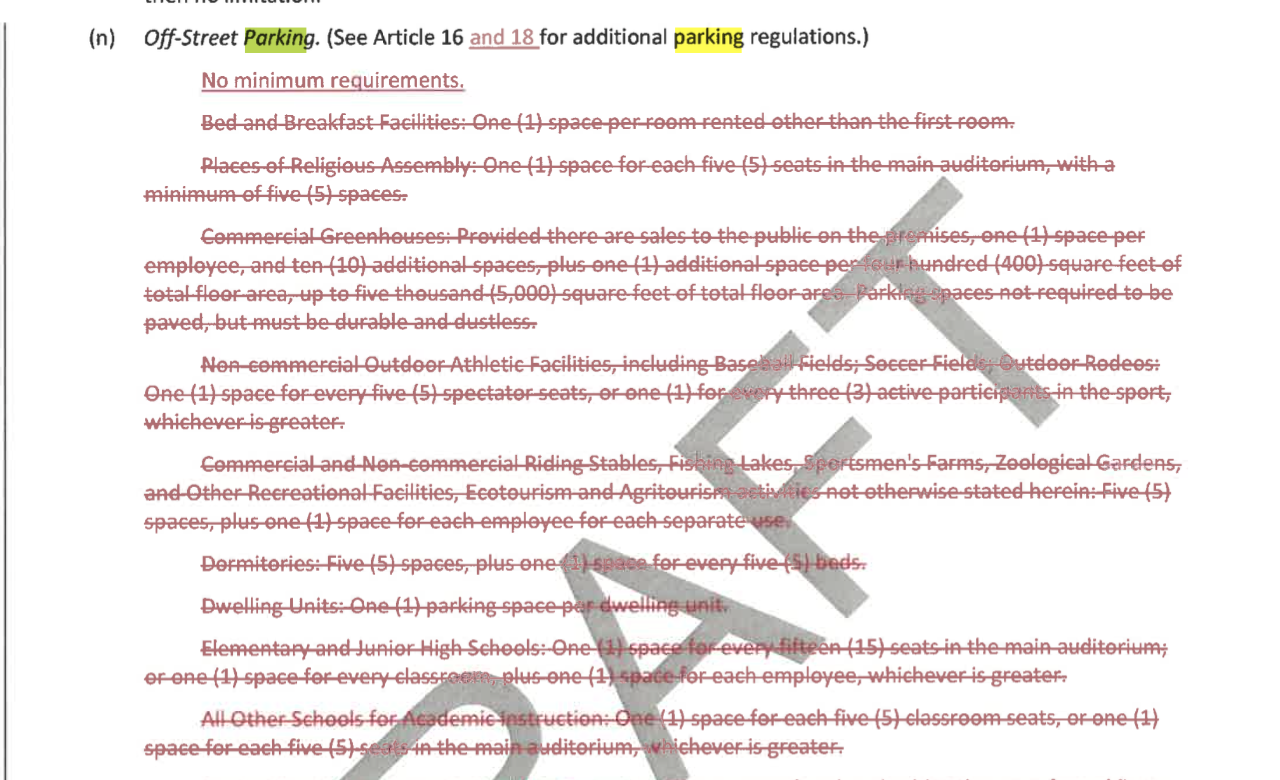 then no limitation.
(n) Off-Street Parking. (See Article 16 and 18 for additional parking regulations.)
No minimum requirements.
Bed and Breakfast Facilities: One (1) space per room rented other than the first room.
Places of Religious Assembly: One (1) space for each five (5) seats in the main auditorium, with a
minimum of five (5) spaces.
Commercial Greenhouses: Provided there are sales to the public on the premises, one (1) space per
employee, and ten (10) additional spaces, plus one (1) additional space per four hundred (400) square feet of
total floor area, up to five thousand (5,000) square feet of total floor area. Parking spaces not required to be
paved, but must be durable and dustless.
Non-commercial Outdoor Athletic Facilities, including Baseball Fields; Soccer Fields; Outdoor Rodeos:
One (1) space for every five (5) spectator seats, or one (1) for every three (3) active participants in the sport,
whichever is greater.
Commercial and Non-commercial Riding Stables, Fishing Lakes, Sportsmen's Farms, Zoological Gardens,
and Other Recreational Facilities, Ecotourism and Agritourism activities not otherwise stated herein: Five (5)
spaces, plus one (1) space for each employee for each separate use.
Dormitories: Five (5) spaces, plus one (1) space for every five (5) beds.
Dwelling Units: One (1) parking space per dwelling unit.
Elementary and Junior High Schools: One (1) space for every fifteen (15) seats in the main auditorium;
or one (1) space for every classroom, plus one (1) space for each employee, whichever is greater.
All Other Schools for Academic Instruction: One (1) space for each five (5) classroom seats, or one (1)
space for each five (5) seats in the main auditorium, whichever is greater.
DRAFT